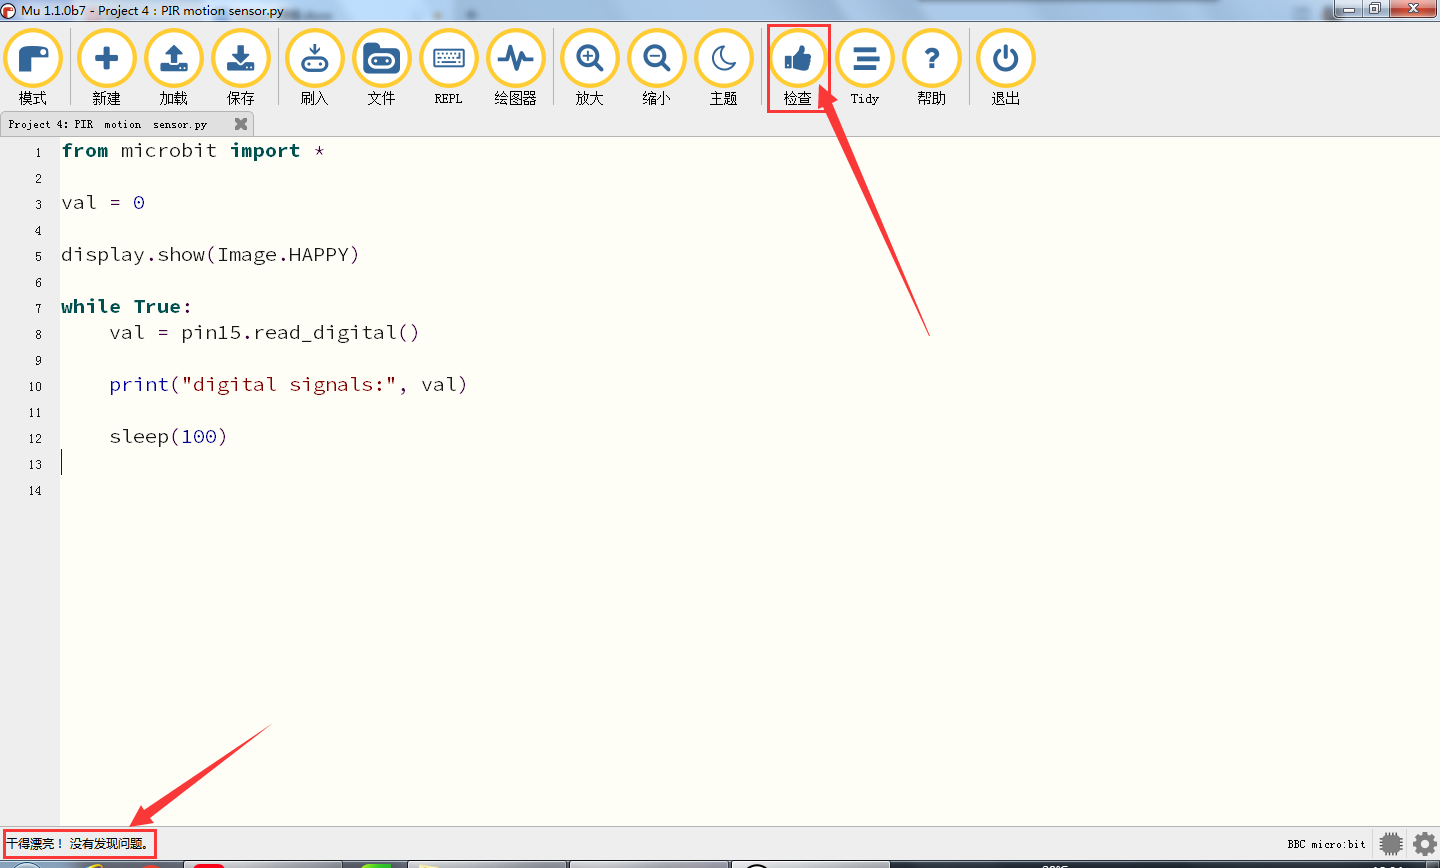 Mu 1.1.0b7 - Project 4 : PIR motion sensor.py
模式 新建 加载 保存 刷入 文件 REPL 绘图器 放大 缩小 主题 检查 Tidy 帮助 退出
Project 4: PIR motion sensor.py
1 from microbit import *
2
3 val = 0
4
5 display.show(Image.HAPPY)
6
7 while True:
8 val = pin15.read_digital()
9
10 print("digital signals:", val)
11
12 sleep(100)
13
14
干得漂亮！ 没有发现问题。 BBC micro:bit